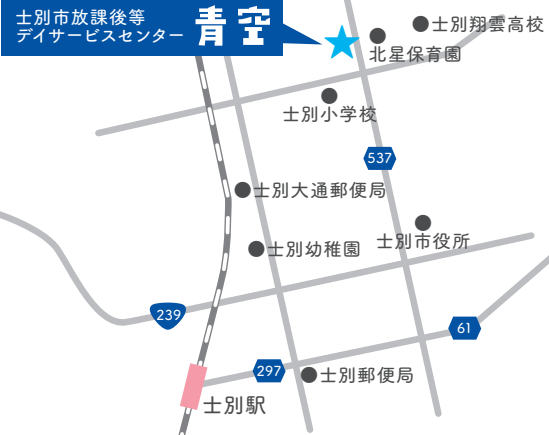 士別市放課後等
デイサービスセンター 青空
士別翔雲高校
北星保育園
士別小学校
537
士別大通郵便局
士別市役所
士別幼稚園
239
61
297
士別郵便局
士別駅